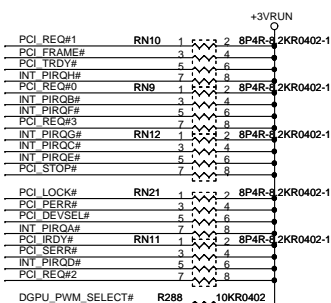 +3VRUN
PCI_REQ#1 RN10 1 2 8P4R-8.2KR0402-1
PCI_FRAME# 3 4
PCI_TRDY# 5 6
INT_PIRQH# 7 8
PCI_REQ#0 RN9 1 2 8P4R-8.2KR0402-1
INT_PIRQB# 3 4
INT_PIRQF# 5 6
PCI_REQ#3 7 8
INT_PIRQG# RN12 1 2 8P4R-8.2KR0402-1
INT_PIRQC# 3 4
INT_PIRQE# 5 6
PCI_STOP# 7 8
PCI_LOCK# RN21 1 2 8P4R-8.2KR0402-1
PCI_PERR# 3 4
PCI_DEVSEL# 5 6
INT_PIRQA# 7 8
PCI_IRDY# RN11 1 2 8P4R-8.2KR0402-1
PCI_SERR# 3 4
INT_PIRQD# 5 6
PCI_REQ#2 7 8
DGPU_PWM_SELECT# R288 10KR0402